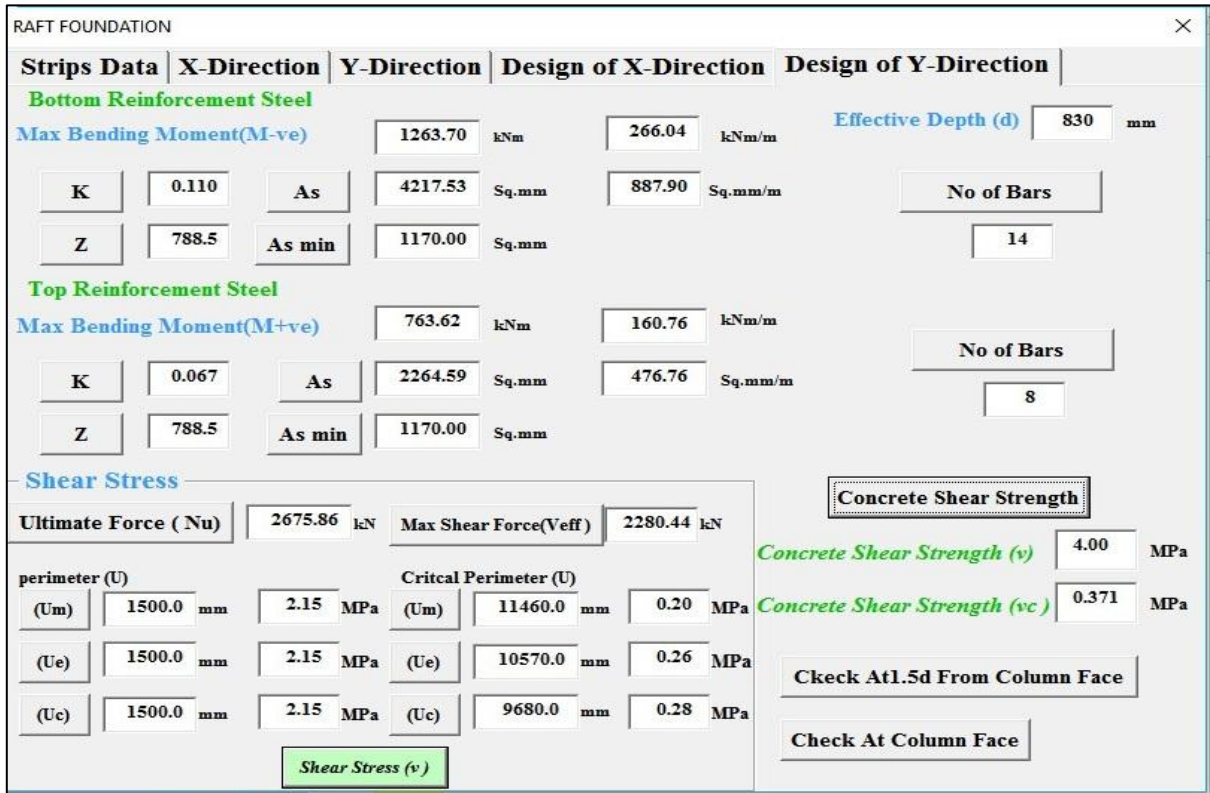 RAFT FOUNDATION
Strips Data X-Direction Y-Direction Design of X-Direction Design of Y-Direction
Bottom Reinforcement Steel
Max Bending Moment(M-ve) 1263.70 kNm 266.04 kNm/m Effective Depth (d) 830 mm
K 0.110 As 4217.53 Sq.mm 887.90 Sq.mm/m No of Bars
Z 788.5 As min 1170.00 Sq.mm 14
Top Reinforcement Steel
Max Bending Moment(M+ve) 763.62 kNm 160.76 kNm/m
No of Bars
K 0.067 As 2264.59 Sq.mm 476.76 Sq.mm/m
8
Z 788.5 As min 1170.00 Sq.mm
Shear Stress
Concrete Shear Strength
Ultimate Force ( Nu) 2675.86 kN Max Shear Force(Veff ) 2280.44 kN
Concrete Shear Strength (v) 4.00 MPa
perimeter (U) Critcal Perimeter (U)
(Um) 1500.0 mm 2.15 MPa (Um) 11460.0 mm 0.20 MPa Concrete Shear Strength (vc ) 0.371 MPa
(Ue) 1500.0 mm 2.15 MPa (Ue) 10570.0 mm 0.26 MPa
Ckeck At1.5d From Column Face
(Uc) 1500.0 mm 2.15 MPa (Uc) 9680.0 mm 0.28 MPa
Check At Column Face
Shear Stress (v )